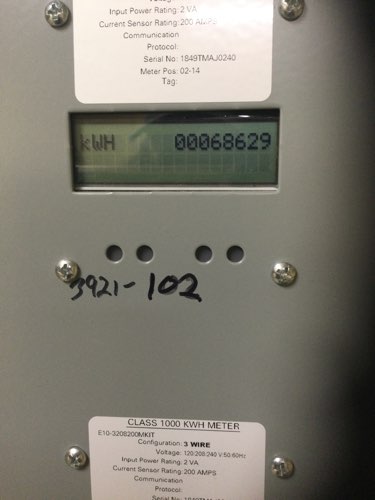 Input Power Rating: 2 VA
Current Sensor Rating: 200 AMPS
Communication
Protocol:
Serial No: 1849TMAJ0240
Meter Pos: 02-14
Tag:
kWH 00068629
3921-102
CLASS 1000 KWH METER
E10-3208200MKIT
Configuration: 3 WIRE
Voltage: 120:208/240 V:50/60Hz
Input Power Rating: 2 VA
Current Sensor Rating: 200 AMPS
Communication
Protocol: